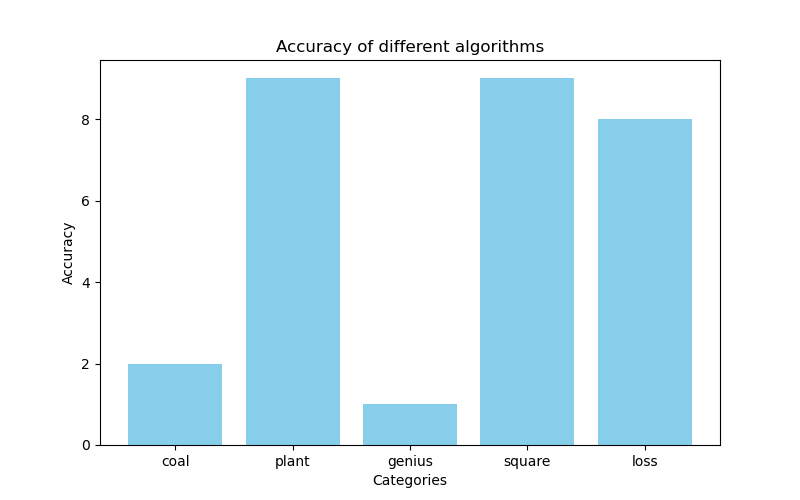 Accuracy of different algorithms
Accuracy
8
6
4
2
0
coal plant genius square loss
Categories